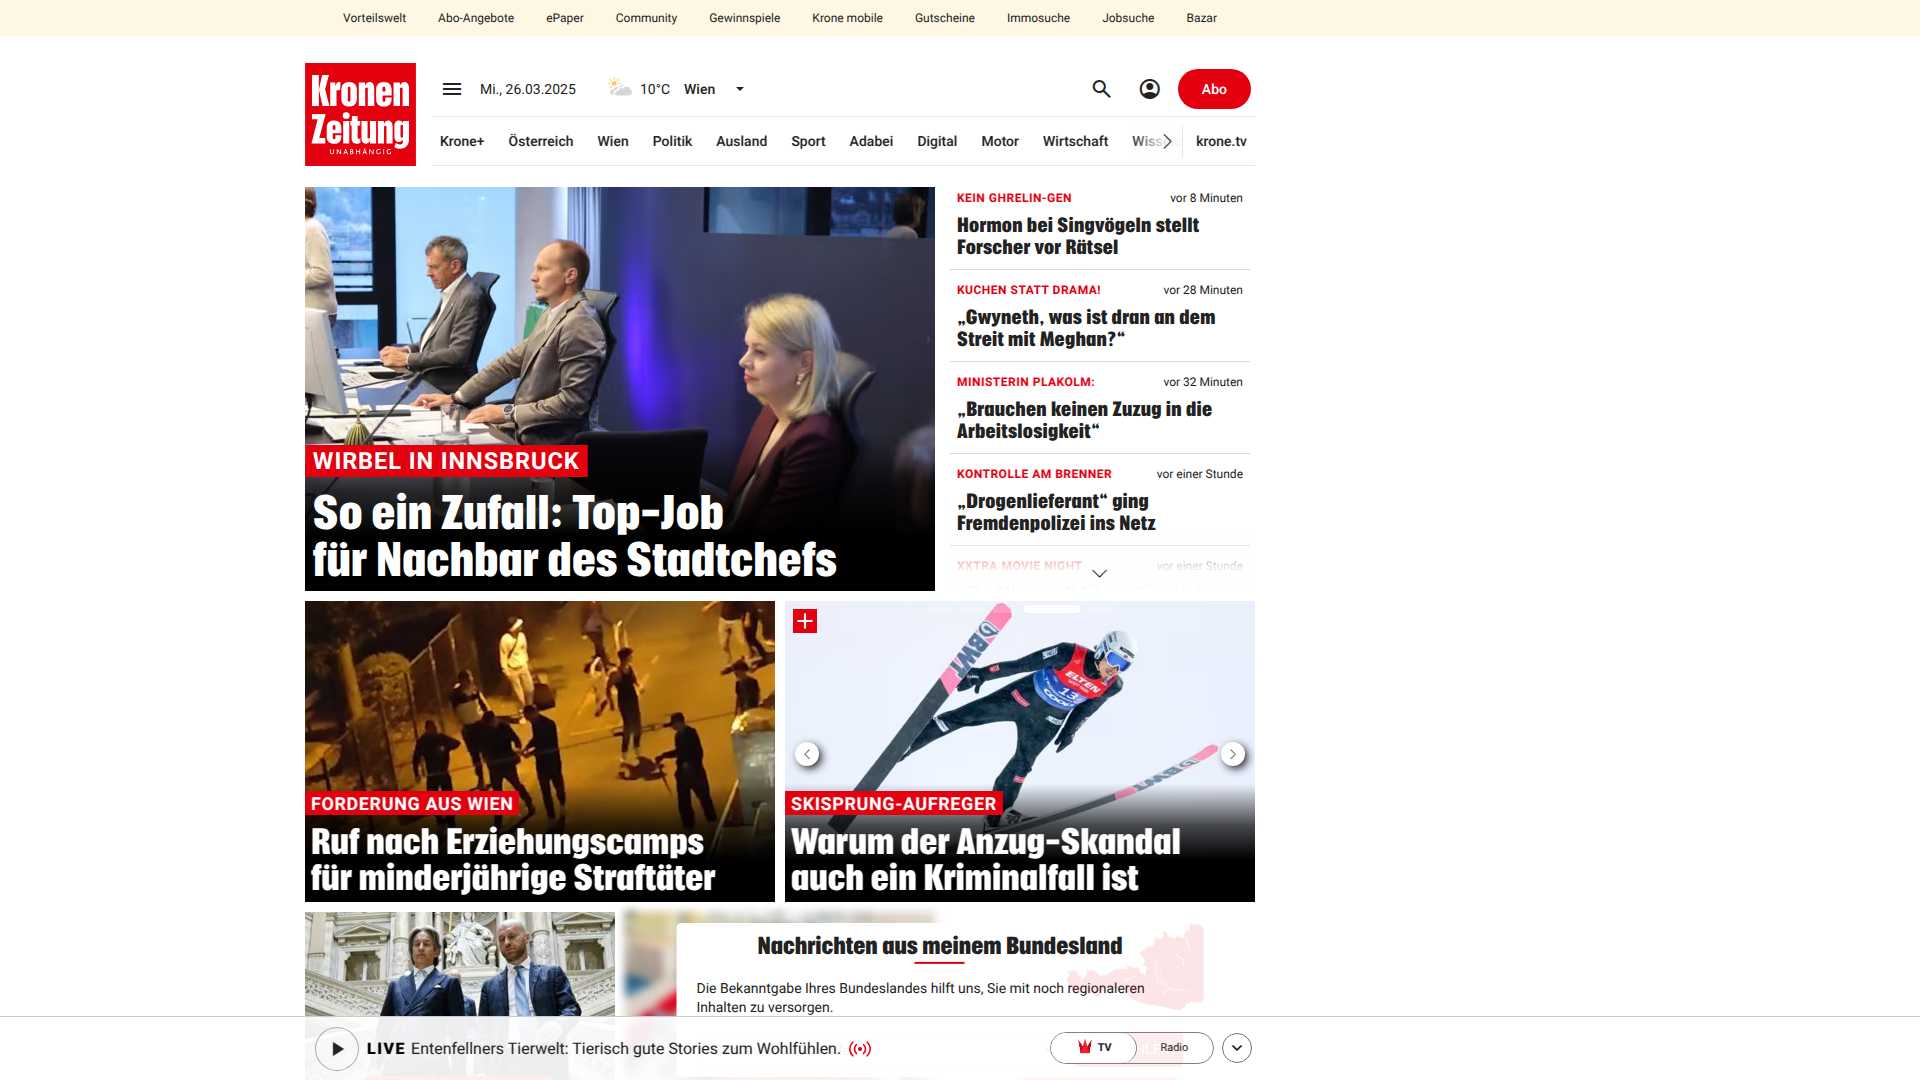 Vorteilswelt Abo-Angebote ePaper Community Gewinnspiele Krone mobile Gutscheine Immosuche Jobsuche Bazar
Kronen
Zeitung
UNABHÄNGIG
Mi., 26.03.2025 10°C Wien
Abo
Krone+ Österreich Wien Politik Ausland Sport Adabei Digital Motor Wirtschaft Wiss krone.tv
WIRBEL IN INNSBRUCK
So ein Zufall: Top-Job
für Nachbar des Stadtchefs
KEIN GHRELIN-GEN vor 8 Minuten
Hormon bei Singvögeln stellt
Forscher vor Rätsel
KUCHEN STATT DRAMA! vor 28 Minuten
„Gwyneth, was ist dran an dem
Streit mit Meghan?“
MINISTERIN PLAKOLM: vor 32 Minuten
„Brauchen keinen Zuzug in die
Arbeitslosigkeit“
KONTROLLE AM BRENNER vor einer Stunde
„Drogenlieferant“ ging
Fremdenpolizei ins Netz
XXTRA MOVIE NIGHT vor einer Stunde
FORDERUNG AUS WIEN
Ruf nach Erziehungscamps
für minderjährige Straftäter
BWT
ELTEN
13
COOP
BWT
SKISPRUNG-AUFREGER
Warum der Anzug-Skandal
auch ein Kriminalfall ist
Nachrichten aus meinem Bundesland
Die Bekanntgabe Ihres Bundeslandes hilft uns, Sie mit noch regionaleren
Inhalten zu versorgen.
LIVE Entenfellners Tierwelt: Tierisch gute Stories zum Wohlfühlen.
TV Radio